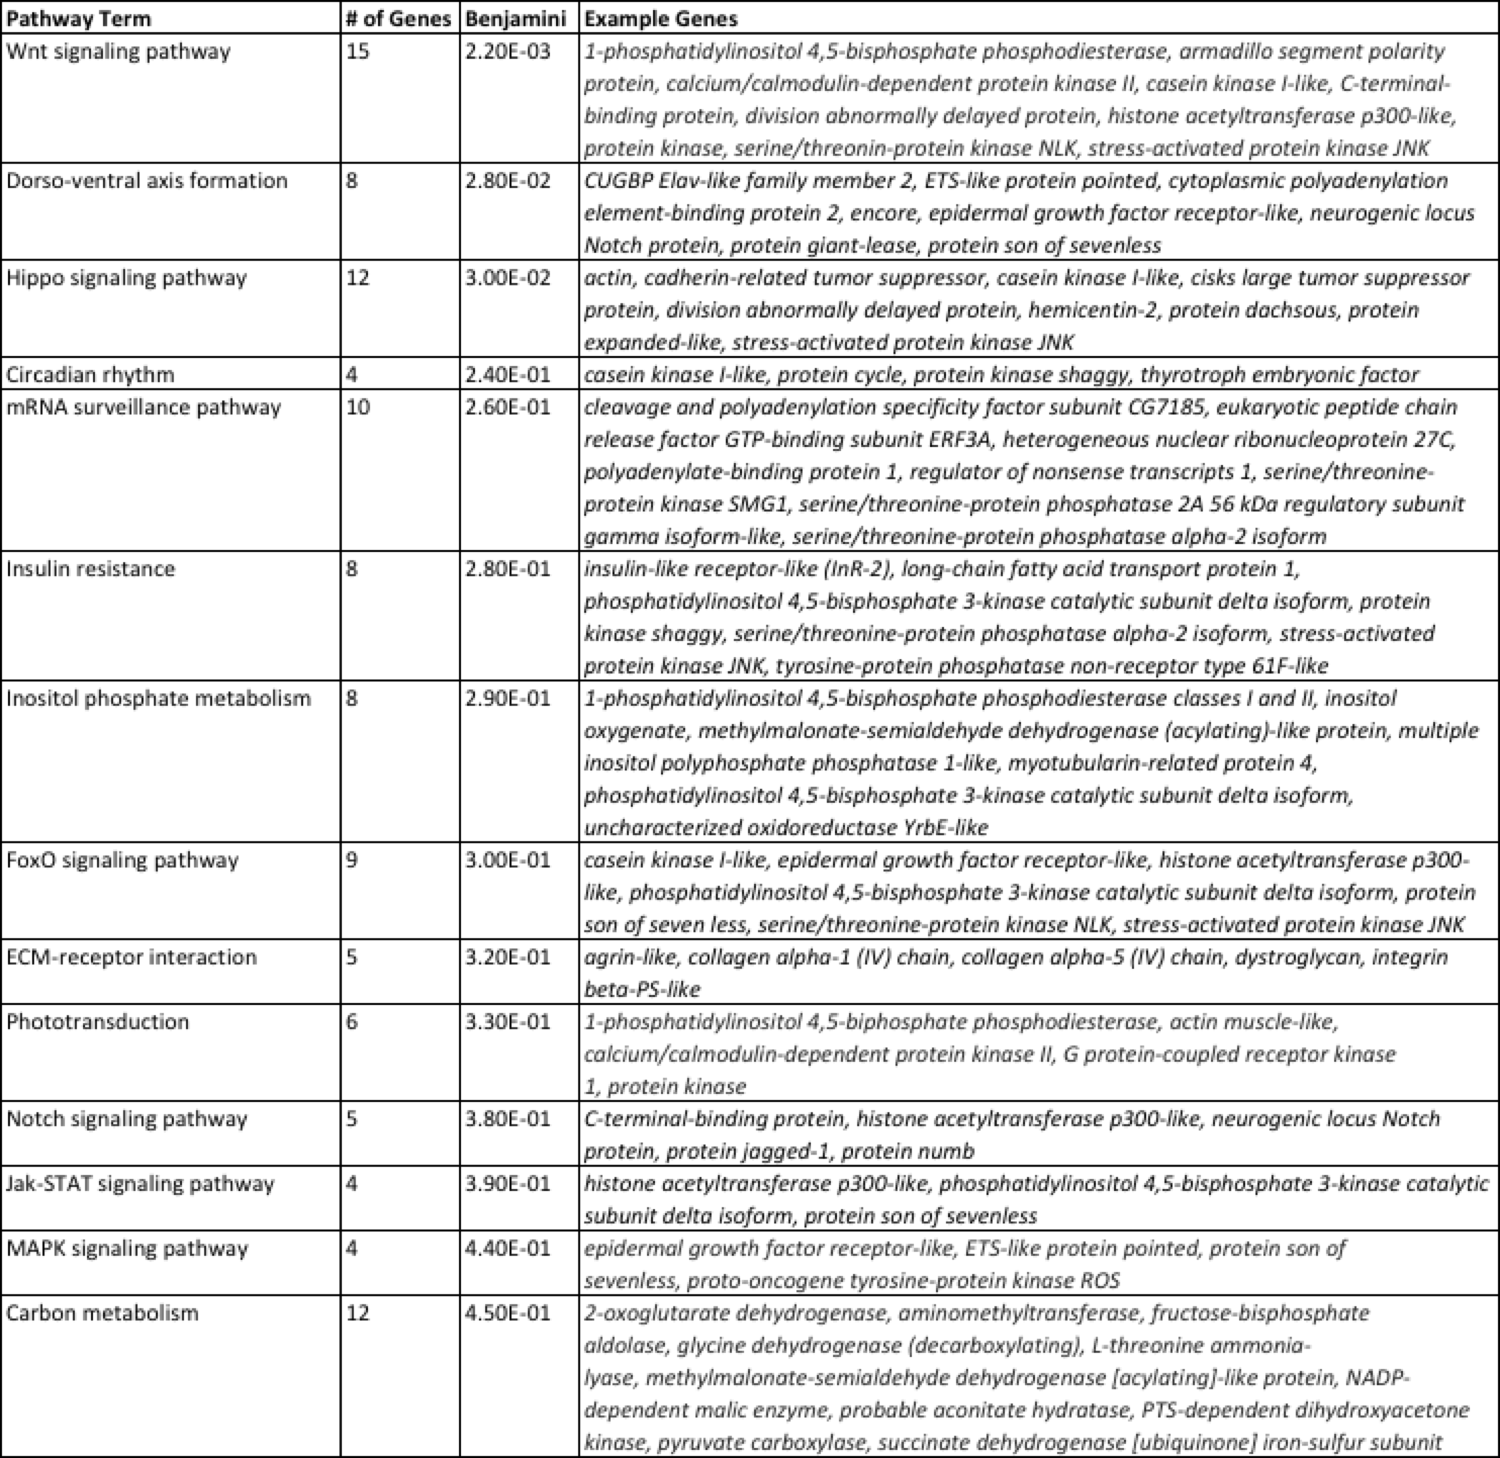 Pathway Term # of Genes Benjamini Example Genes
Wnt signaling pathway 15 2.20E-03 1-phosphatidylinositol 4,5-bisphosphate phosphodiesterase, armadillo segment polarity
protein, calcium/calmodulin-dependent protein kinase II, casein kinase I-like, C-terminal-
binding protein, division abnormally delayed protein, histone acetyltransferase p300-like,
protein kinase, serine/threonin-protein kinase NLK, stress-activated protein kinase JNK
Dorso-ventral axis formation 8 2.80E-02 CUGBP Elav-like family member 2, ETS-like protein pointed, cytoplasmic polyadenylation
element-binding protein 2, encore, epidermal growth factor receptor-like, neurogenic locus
Notch protein, protein giant-lease, protein son of sevenless
Hippo signaling pathway 12 3.00E-02 actin, cadherin-related tumor suppressor, casein kinase I-like, cisks large tumor suppressor
protein, division abnormally delayed protein, hemicentin-2, protein dachsous, protein
expanded-like, stress-activated protein kinase JNK
Circadian rhythm 4 2.40E-01 casein kinase I-like, protein cycle, protein kinase shaggy, thyrotroph embryonic factor
mRNA surveillance pathway 10 2.60E-01 cleavage and polyadenylation specificity factor subunit CG7185, eukaryotic peptide chain
release factor GTP-binding subunit ERF3A, heterogeneous nuclear ribonucleoprotein 27C,
polyadenylate-binding protein 1, regulator of nonsense transcripts 1, serine/threonine-
protein kinase SMG1, serine/threonine-protein phosphatase 2A 56 kDa regulatory subunit
gamma isoform-like, serine/threonine-protein phosphatase alpha-2 isoform
Insulin resistance 8 2.80E-01 insulin-like receptor-like (InR-2), long-chain fatty acid transport protein 1,
phosphatidylinositol 4,5-bisphosphate 3-kinase catalytic subunit delta isoform, protein
kinase shaggy, serine/threonine-protein phosphatase alpha-2 isoform, stress-activated
protein kinase JNK, tyrosine-protein phosphatase non-receptor type 61F-like
Inositol phosphate metabolism 8 2.90E-01 1-phosphatidylinositol 4,5-bisphosphate phosphodiesterase classes I and II, inositol
oxygenate, methylmalonate-semialdehyde dehydrogenase (acylating)-like protein, multiple
inositol polyphosphate phosphatase 1-like, myotubularin-related protein 4,
phosphatidylinositol 4,5-bisphosphate 3-kinase catalytic subunit delta isoform,
uncharacterized oxidoreductase YrbE-like
FoxO signaling pathway 9 3.00E-01 casein kinase I-like, epidermal growth factor receptor-like, histone acetyltransferase p300-
like, phosphatidylinositol 4,5-bisphosphate 3-kinase catalytic subunit delta isoform, protein
son of seven less, serine/threonine-protein kinase NLK, stress-activated protein kinase JNK
ECM-receptor interaction 5 3.20E-01 agrin-like, collagen alpha-1 (IV) chain, collagen alpha-5 (IV) chain, dystroglycan, integrin
beta-PS-like
Phototransduction 6 3.30E-01 1-phosphatidylinositol 4,5-biphosphate phosphodiesterase, actin muscle-like,
calcium/calmodulin-dependent protein kinase II, G protein-coupled receptor kinase
1, protein kinase
Notch signaling pathway 5 3.80E-01 C-terminal-binding protein, histone acetyltransferase p300-like, neurogenic locus Notch
protein, protein jagged-1, protein numb
Jak-STAT signaling pathway 4 3.90E-01 histone acetyltransferase p300-like, phosphatidylinositol 4,5-bisphosphate 3-kinase catalytic
subunit delta isoform, protein son of sevenless
MAPK signaling pathway 4 4.40E-01 epidermal growth factor receptor-like, ETS-like protein pointed, protein son of
sevenless, proto-oncogene tyrosine-protein kinase ROS
Carbon metabolism 12 4.50E-01 2-oxoglutarate dehydrogenase, aminomethyltransferase, fructose-bisphosphate
aldolase, glycine dehydrogenase (decarboxylating), L-threonine ammonia-
lyase, methylmalonate-semialdehyde dehydrogenase [acylating]-like protein, NADP-
dependent malic enzyme, probable aconitate hydratase, PTS-dependent dihydroxyacetone
kinase, pyruvate carboxylase, succinate dehydrogenase [ubiquinone] iron-sulfur subunit